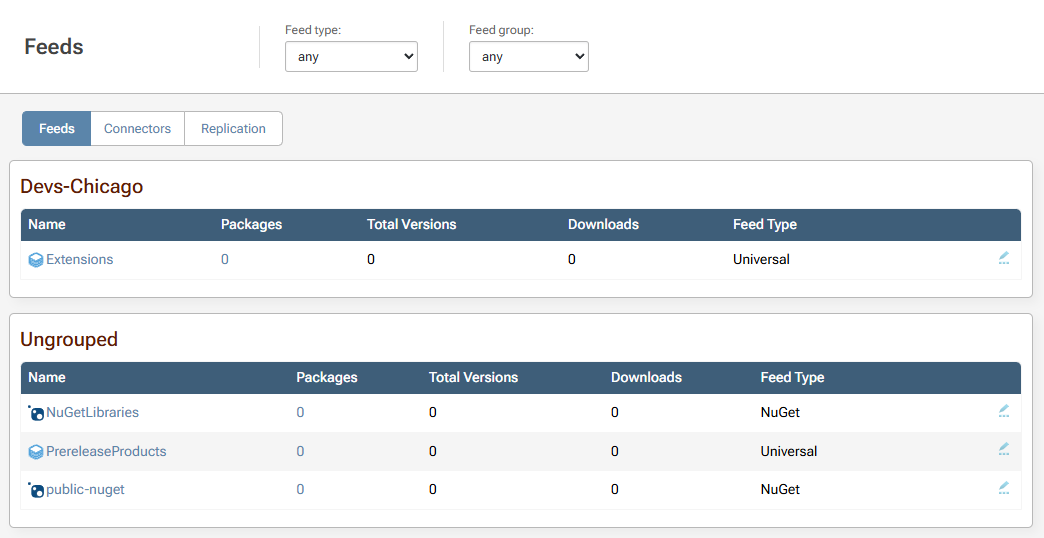 Feeds
Feed type:
any
Feed group:
any
Feeds Connectors Replication
Devs-Chicago
Name Packages Total Versions Downloads Feed Type
Extensions 0 0 0 Universal
Ungrouped
Name Packages Total Versions Downloads Feed Type
NuGetLibraries 0 0 0 NuGet
PrereleaseProducts 0 0 0 Universal
public-nuget 0 0 0 NuGet